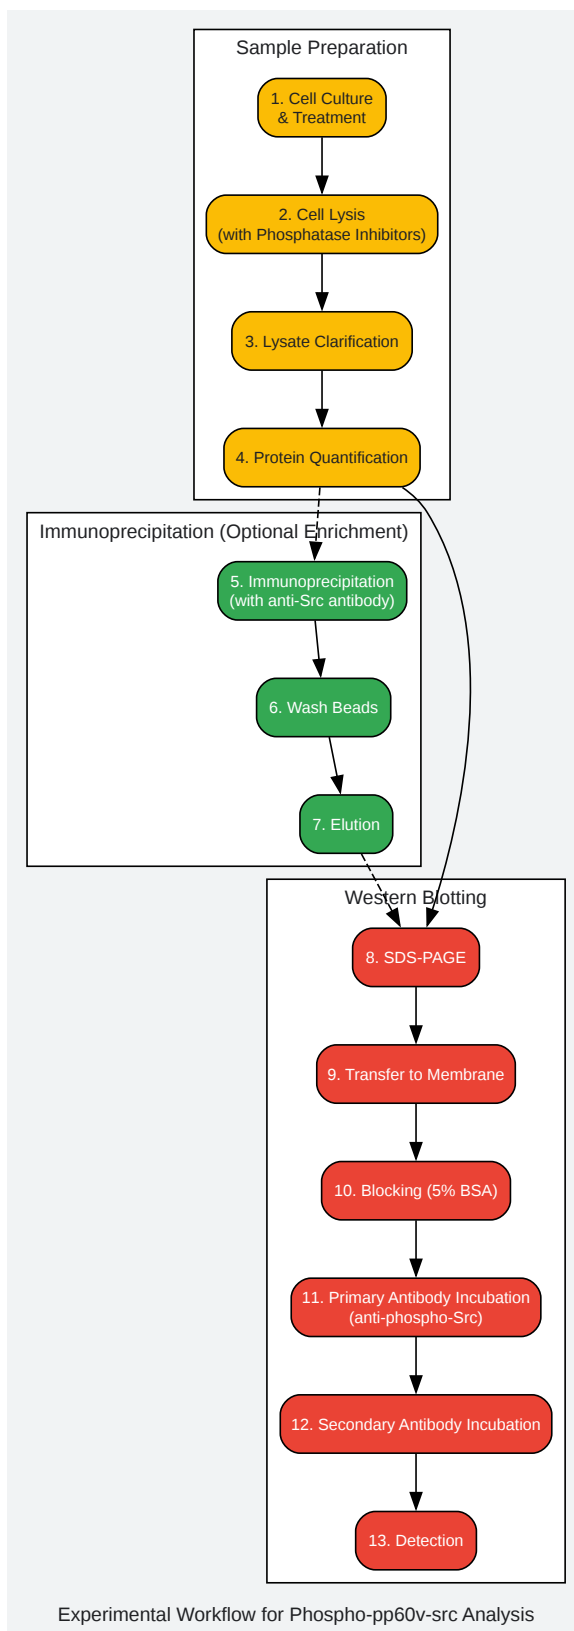 Sample Preparation
1. Cell Culture
& Treatment
2. Cell Lysis
(with Phosphatase Inhibitors)
3. Lysate Clarification
4. Protein Quantification
Immunoprecipitation (Optional Enrichment)
5. Immunoprecipitation
(with anti-Src antibody)
6. Wash Beads
7. Elution
Western Blotting
8. SDS-PAGE
9. Transfer to Membrane
10. Blocking (5% BSA)
11. Primary Antibody Incubation
(anti-phospho-Src)
12. Secondary Antibody Incubation
13. Detection
Experimental Workflow for Phospho-pp60v-src Analysis